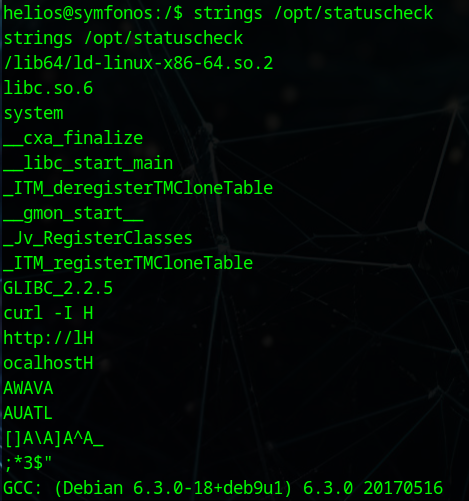 helios@symfonos:/$ strings /opt/statuscheck
strings /opt/statuscheck
/lib64/ld-linux-x86-64.so.2
libc.so.6
system
__cxa_finalize
__libc_start_main
_ITM_deregisterTMCloneTable
__gmon_start__
_Jv_RegisterClasses
_ITM_registerTMCloneTable
GLIBC_2.2.5
curl -I H
http://lH
ocalhostH
AWAVA
AUATL
[]A\A]A^A_
;*3$"
GCC: (Debian 6.3.0-18+deb9u1) 6.3.0 20170516